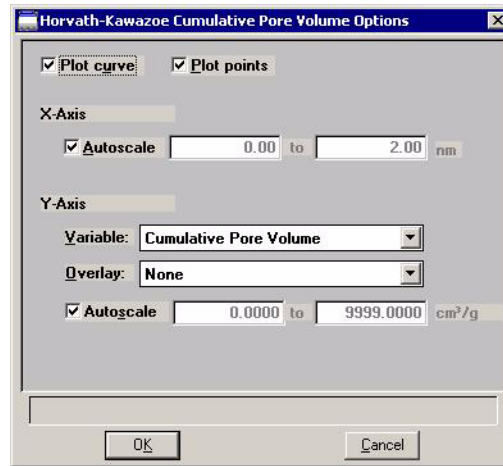 Horvath-Kawazoe Cumulative Pore Volume Options
Plot curve Plot points
X-Axis
Autoscale 0.00 to 2.00 nm
Y-Axis
Variable: Cumulative Pore Volume
Overlay: None
Autoscale 0.0000 to 9999.0000 cm³/g
OK Cancel